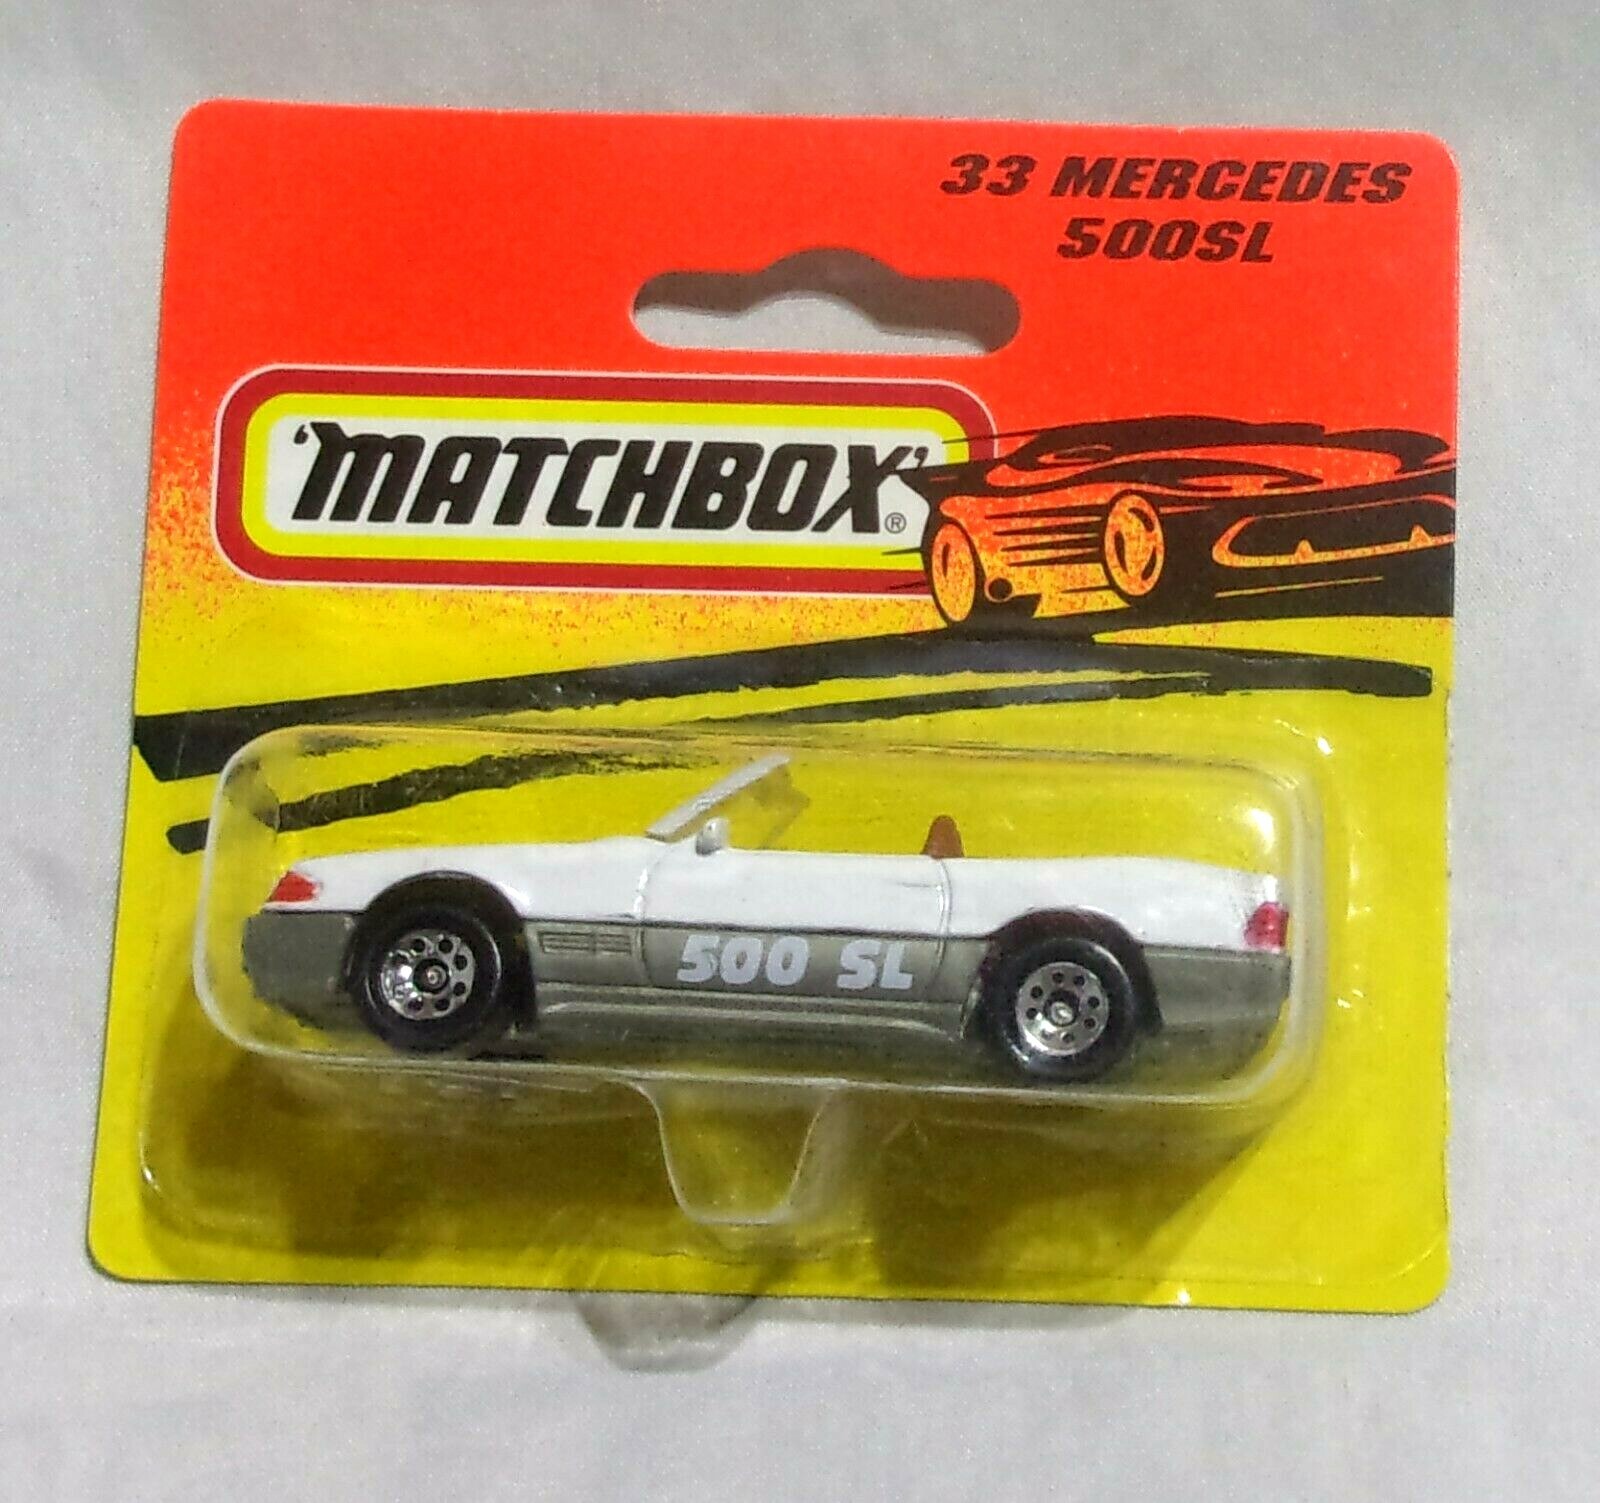 33 MERCEDES
500SL
'MATCHBOX'®
500 SL